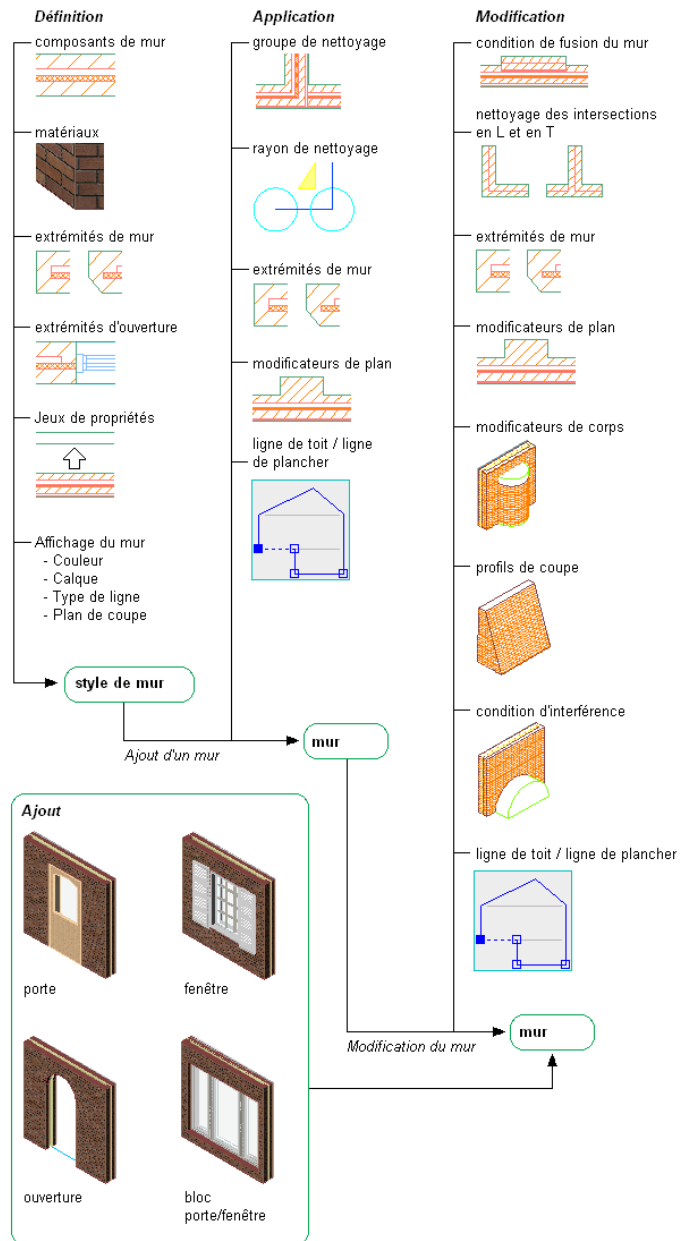 Définition
composants de mur
matériaux
extrémités de mur
extrémités d'ouverture
Jeux de propriétés
Affichage du mur
- Couleur
- Calque
- Type de ligne
- Plan de coupe
style de mur
Application
groupe de nettoyage
rayon de nettoyage
extrémités de mur
modificateurs de plan
ligne de toit / ligne
de plancher
Ajout d'un mur
mur
Modification
condition de fusion du mur
nettoyage des intersections
en L et en T
extrémités de mur
modificateurs de plan
modificateurs de corps
profils de coupe
condition d'interférence
ligne de toit / ligne de plancher
Modification du mur
mur
Ajout
porte
fenêtre
ouverture
bloc
porte/fenêtre